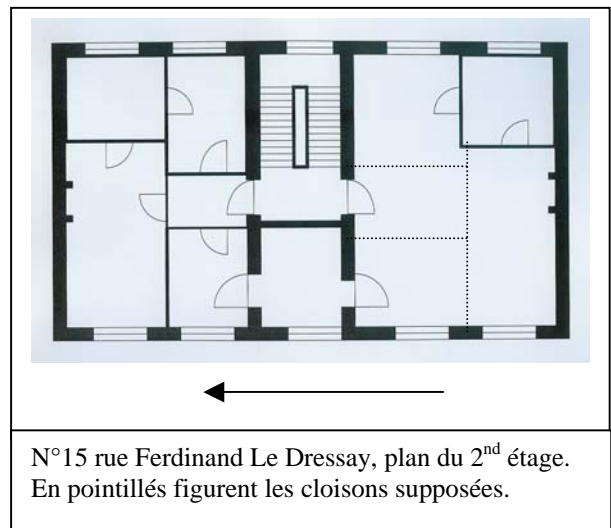 N°15 rue Ferdinand Le Dressay, plan du 2nd étage.
En pointillés figurent les cloisons supposées.